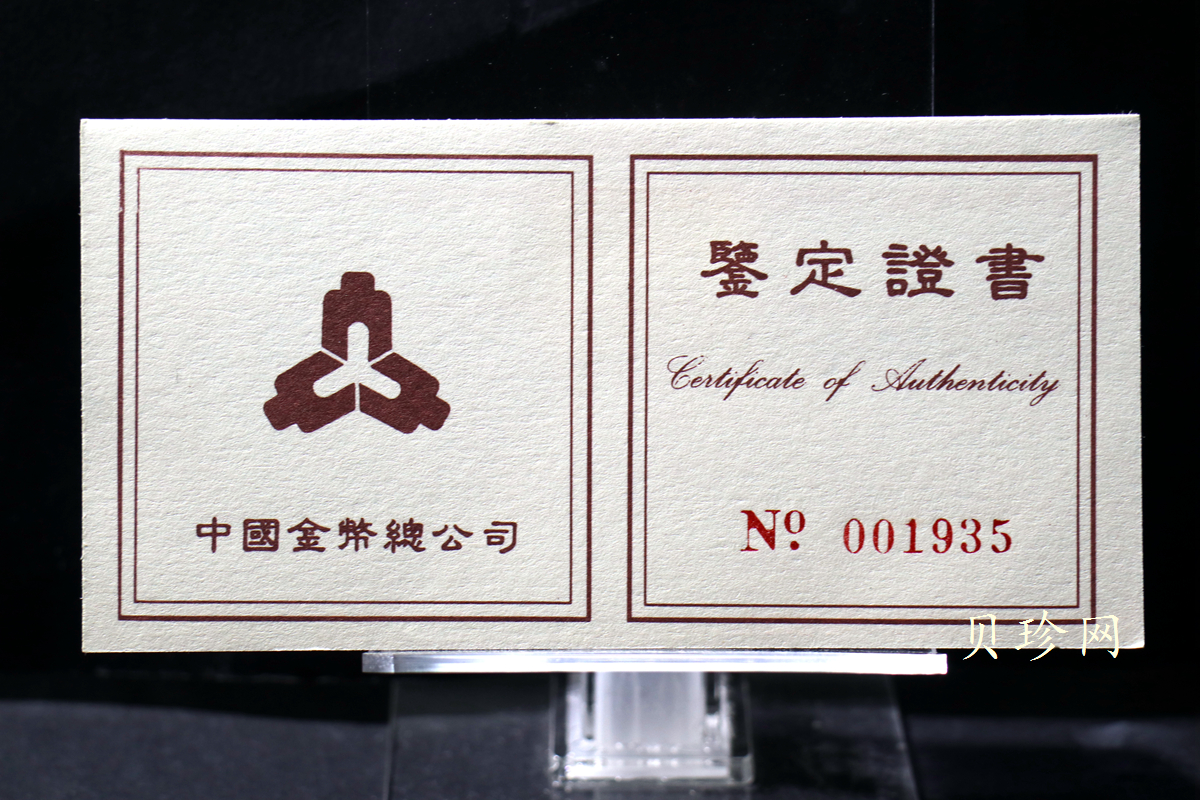 中國金幣總公司
鑒定證書
Certificate of Authenticity
Nº 001935
贝珍网